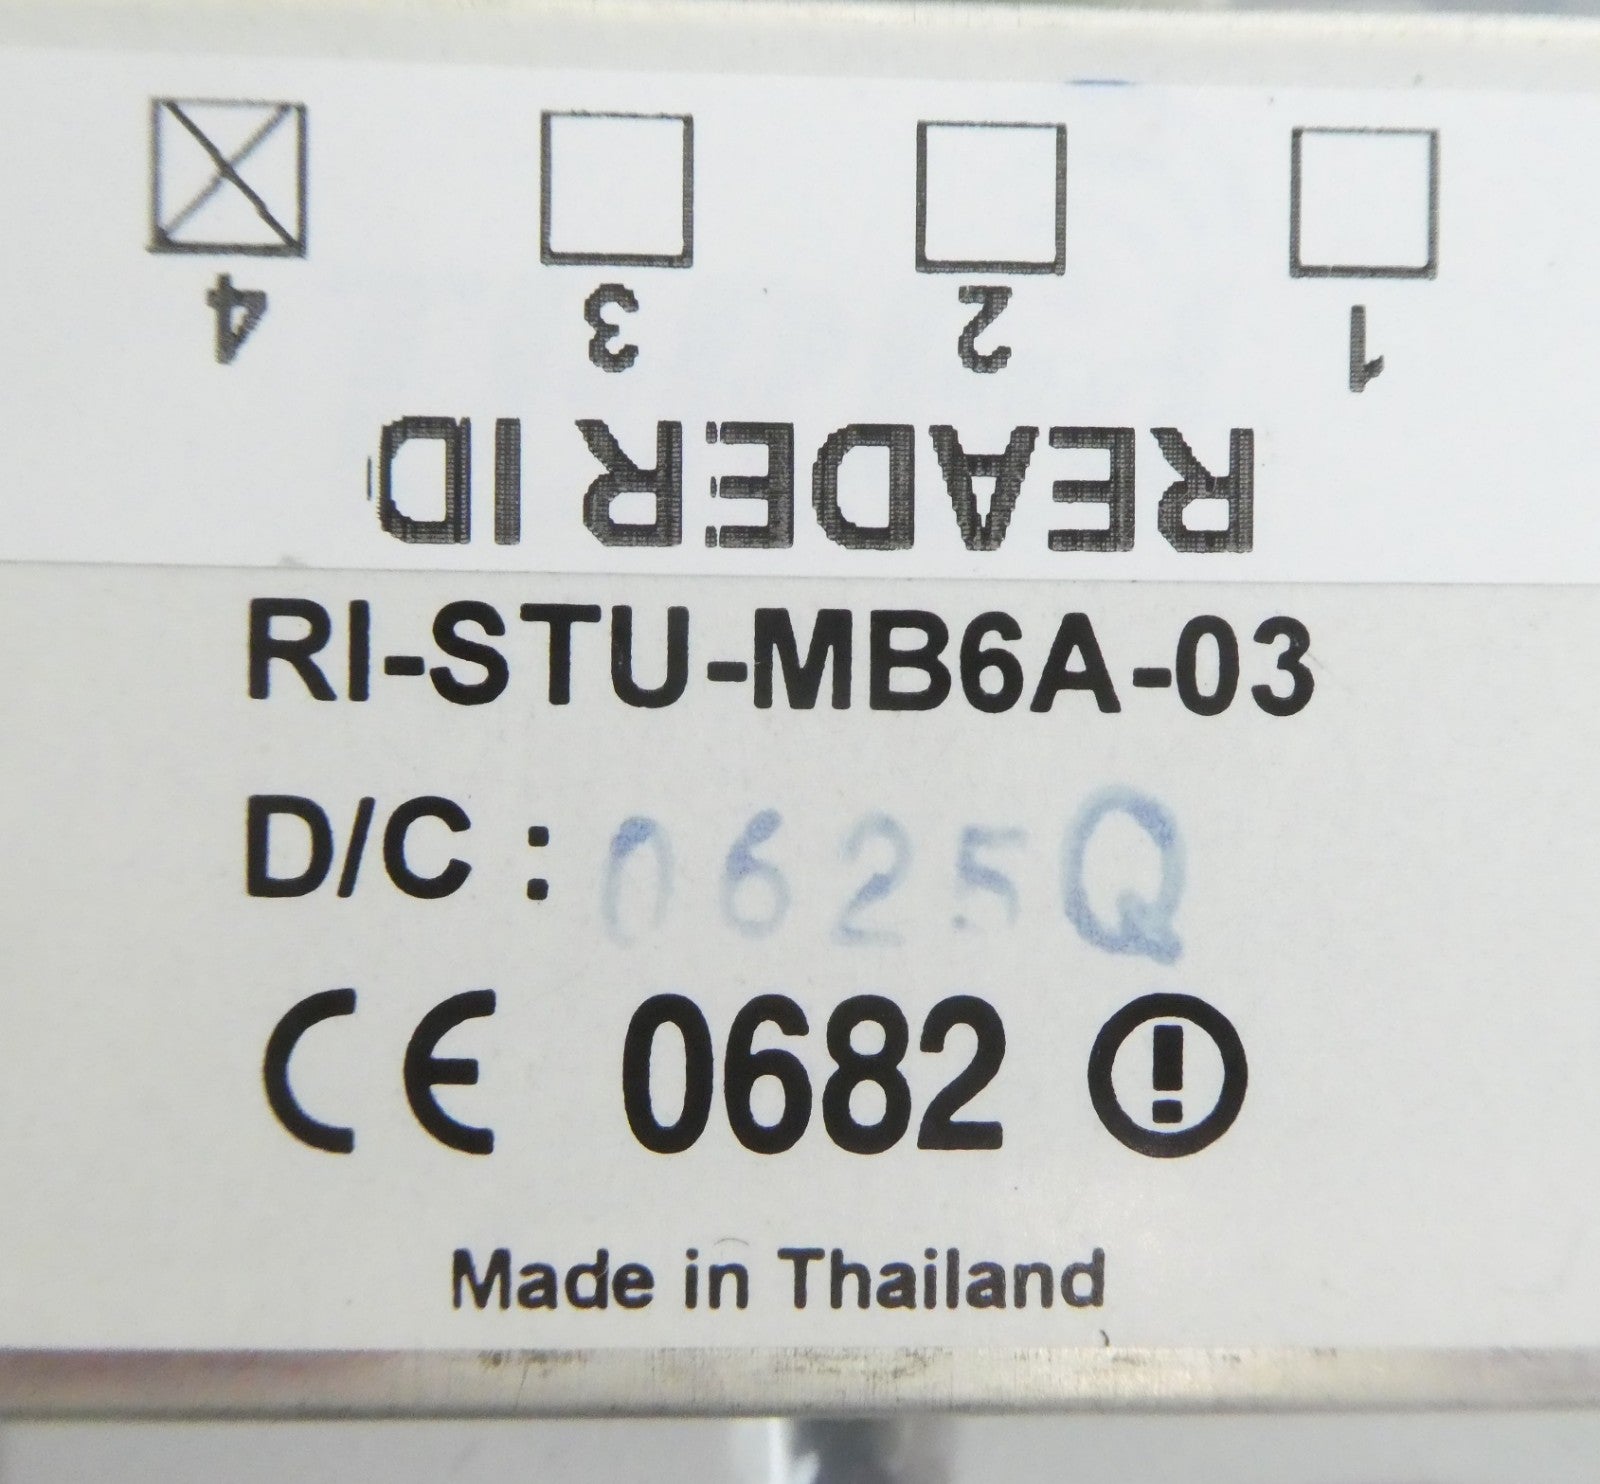 READER ID
1 2 3 4
RI-STU-MB6A-03
D/C : 0625Q
CE 0682
Made in Thailand